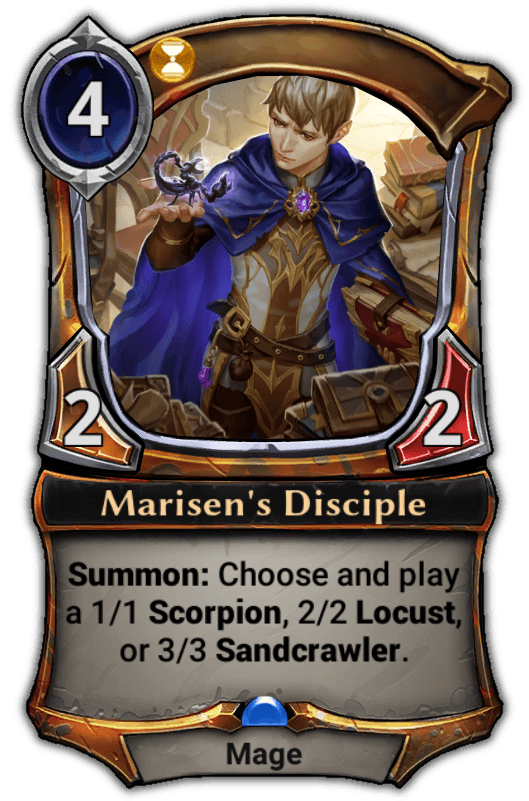 4
2
2
Marisen's Disciple
Summon: Choose and play
a 1/1 Scorpion, 2/2 Locust,
or 3/3 Sandcrawler.
Mage